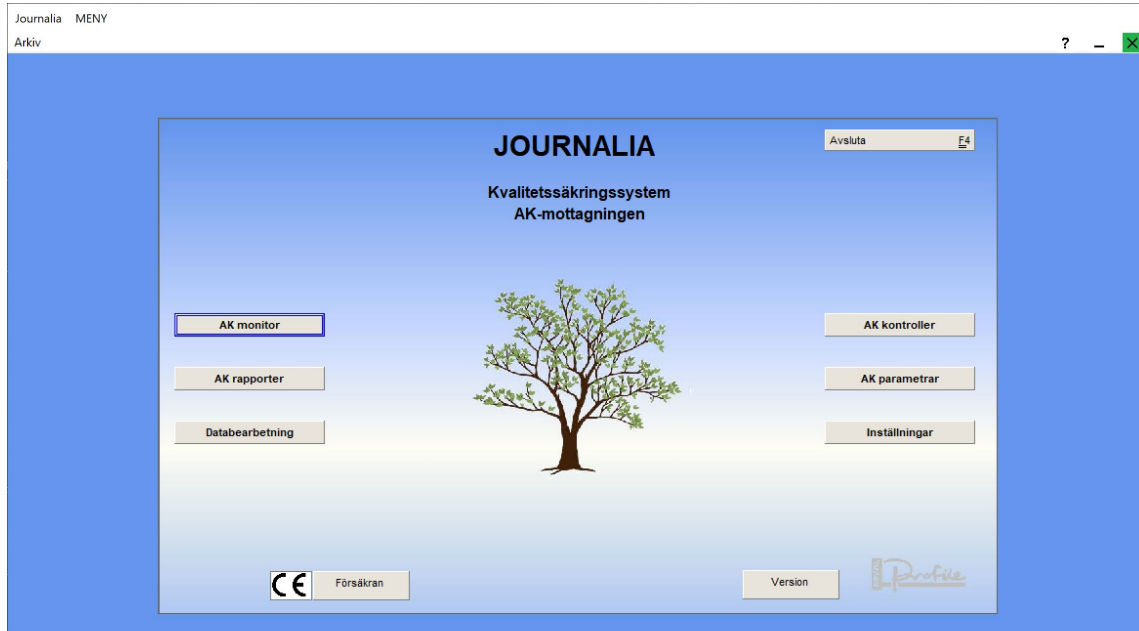 Journalia MENY
Arkiv
?
JOURNALIA
Avsluta F4
Kvalitetssäkringssystem
AK-mottagningen
AK monitor
AK kontroller
AK rapporter
AK parametrar
Databearbetning
Inställningar
CE Försäkran
Version
Profile